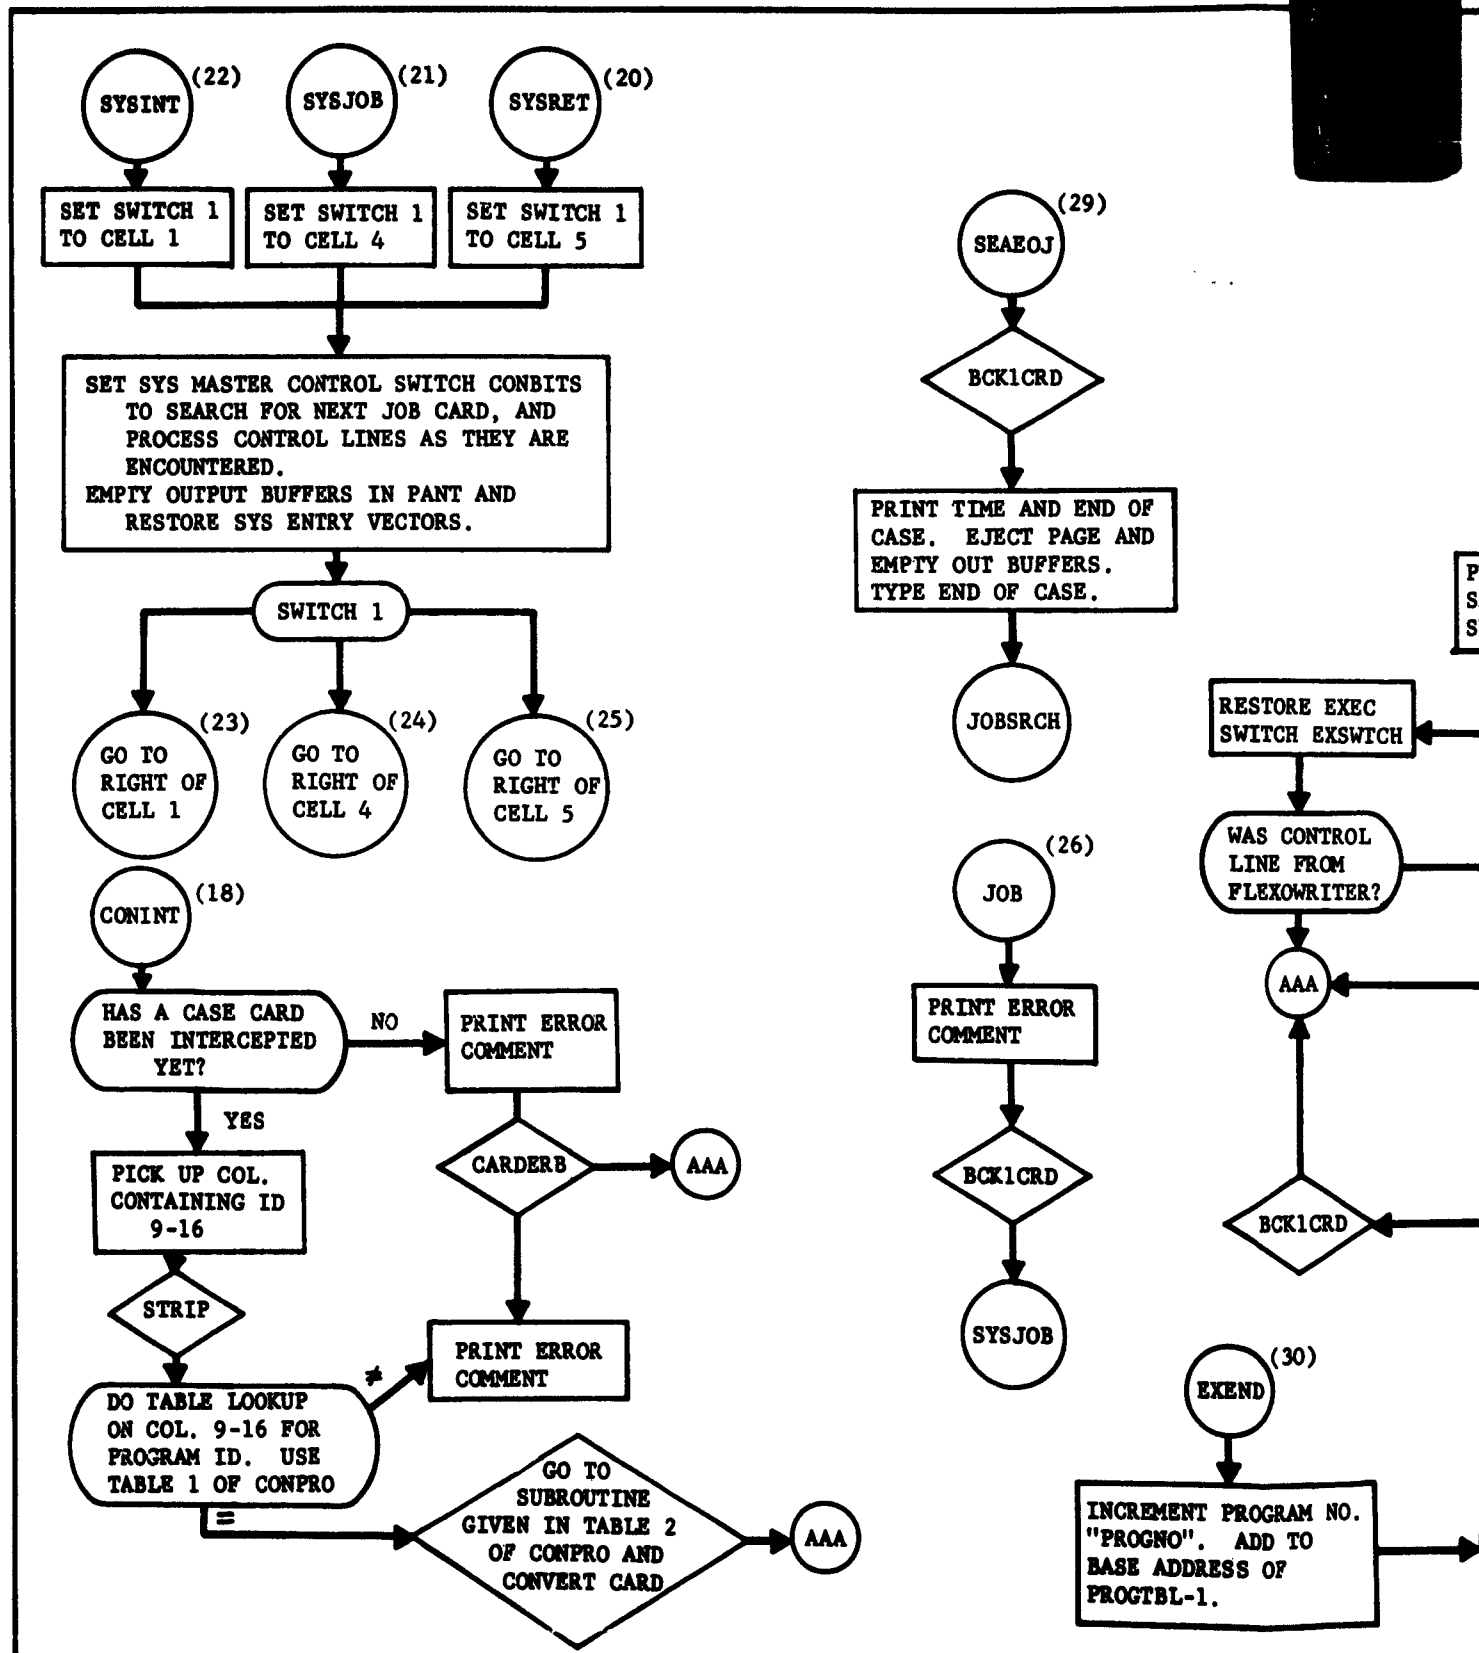 (22)
SYSINT
(21)
SYSJOB
(20)
SYSRET
SET SWITCH 1
TO CELL 1
SET SWITCH 1
TO CELL 4
SET SWITCH 1
TO CELL 5
SET SYS MASTER CONTROL SWITCH CONBITS
TO SEARCH FOR NEXT JOB CARD, AND
PROCESS CONTROL LINES AS THEY ARE
ENCOUNTERED.
EMPTY OUTPUT BUFFERS IN PANT AND
RESTORE SYS ENTRY VECTORS.
SWITCH 1
(23)
GO TO
RIGHT OF
CELL 1
(24)
GO TO
RIGHT OF
CELL 4
(25)
GO TO
RIGHT OF
CELL 5
(18)
CONINT
HAS A CASE CARD
BEEN INTERCEPTED
YET?
NO
PRINT ERROR
COMMENT
YES
CARDERB
AAA
PICK UP COL.
CONTAINING ID
9-16
STRIP
PRINT ERROR
COMMENT
≠
DO TABLE LOOKUP
ON COL. 9-16 FOR
PROGRAM ID. USE
TABLE 1 OF CONPRO
=
GO TO
SUBROUTINE
GIVEN IN TABLE 2
OF CONPRO AND
CONVERT CARD
AAA
(29)
SEAEOJ
BCK1CRD
PRINT TIME AND END OF
CASE. EJECT PAGE AND
EMPTY OUT BUFFERS.
TYPE END OF CASE.
JOBSRCH
(26)
JOB
PRINT ERROR
COMMENT
BCK1CRD
SYSJOB
P
S
S
RESTORE EXEC
SWITCH EXSWTCH
WAS CONTROL
LINE FROM
FLEXOWRITER?
AAA
BCK1CRD
(30)
EXEND
INCREMENT PROGRAM NO.
"PROGNO". ADD TO
BASE ADDRESS OF
PROGTBL-1.